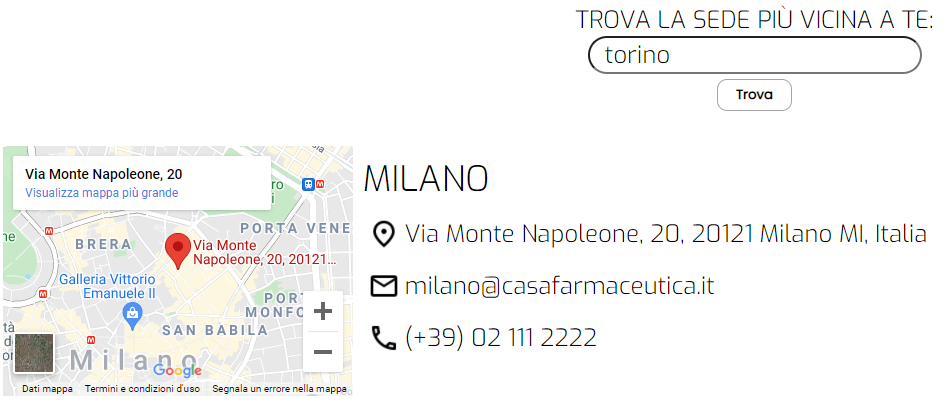 TROVA LA SEDE PIÙ VICINA A TE:
torino
Trova
Via Monte Napoleone, 20
Visualizza mappa più grande
PORTA VENE
BRERA
Via Monte
Napoleone, 20, 20121...
Galleria Vittorio
Emanuele II
PORT
MONFO
SAN BABILA
Milano
Google
Dati mappa Termini e condizioni d'uso Segnala un errore nella mappa
MILANO
Via Monte Napoleone, 20, 20121 Milano MI, Italia
milano@casafarmaceutica.it
(+39) 02 111 2222